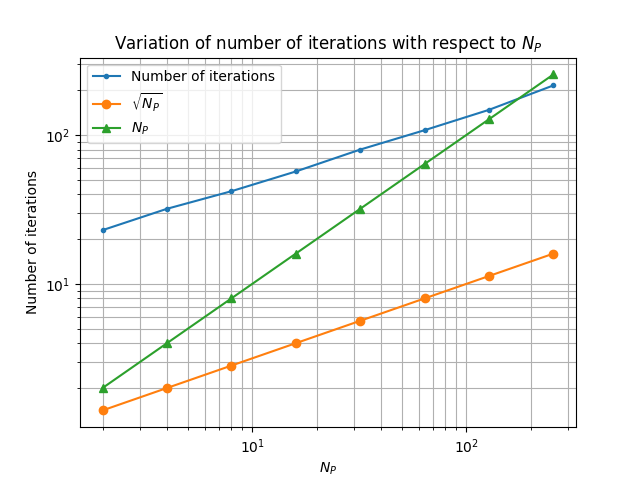 Variation of number of iterations with respect to $N_P$
Number of iterations
$\sqrt{N_P}$
$N_P$
Number of iterations
$10^2$
$10^1$
$10^1$ $10^2$
$N_P$